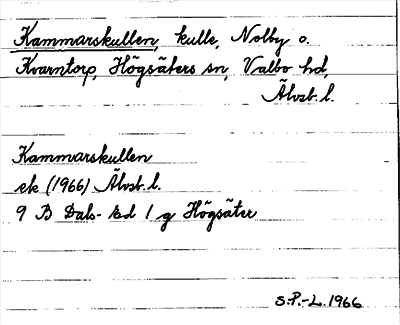 Kammarskullen, kulle, Nolby o.
Kvarntorp, Högsäters sn, Valbo hd,
Älvsb. l.
Kammarskullen
ek (1966) Älvsb. l.
9 B Dals- Ed 1 g Högsäter
S.P.-L. 1966